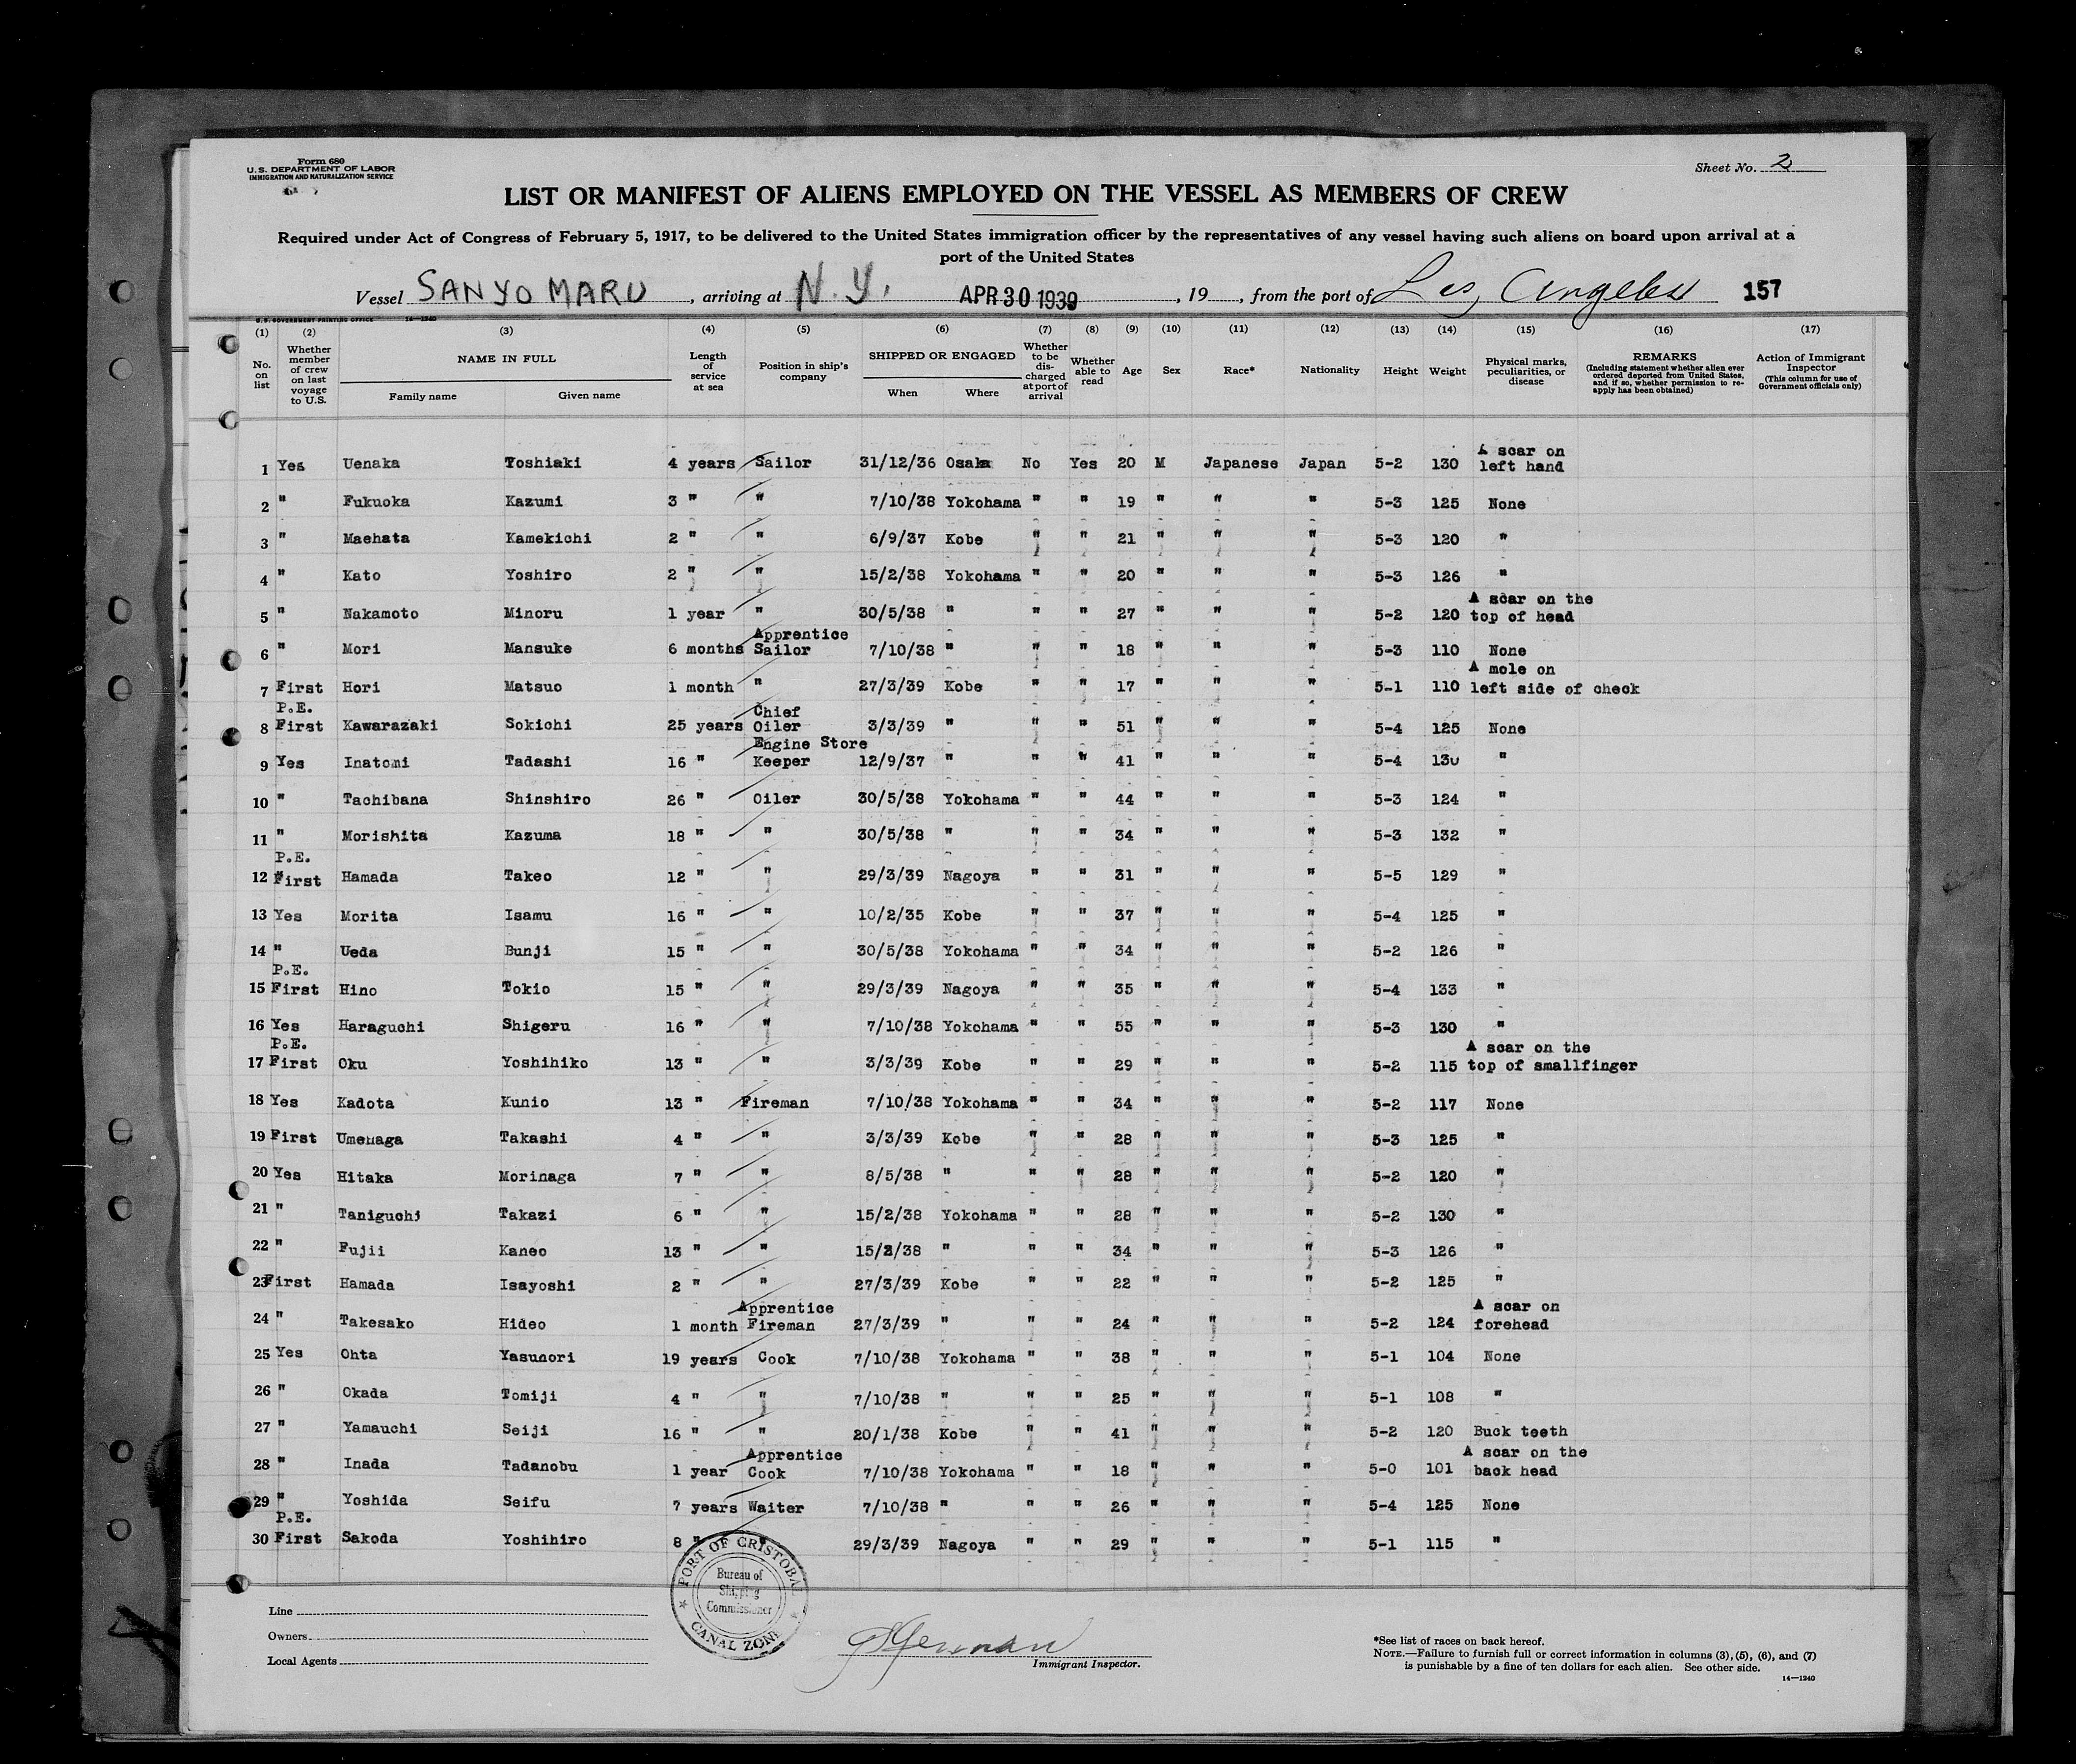 Form 680
U.S. DEPARTMENT OF LABOR
IMMIGRATION AND NATURALIZATION SERVICE
Sheet No. 2
LIST OR MANIFEST OF ALIENS EMPLOYED ON THE VESSEL AS MEMBERS OF CREW
Required under Act of Congress of February 5, 1917, to be delivered to the United States immigration officer by the representatives of any vessel having such aliens on board upon arrival at a
port of the United States
Vessel SANYO MARU, arriving at N.Y. APR 30 1939, 19, from the port of Los Angeles 157
U.S. GOVERNMENT PRINTING OFFICE 14-1240
(1) (2) (3) (4) (5) (6) (7) (8) (9) (10) (11) (12) (13) (14) (15) (16) (17)
No. on list
Whether member of crew on last voyage to U.S.
NAME IN FULL
Family name Given name
Length of service at sea
Position in ship's company
SHIPPED OR ENGAGED
When Where
Whether to be discharged at port of arrival
Whether able to read
Age
Sex
Race*
Nationality
Height
Weight
Physical marks, peculiarities, or disease
REMARKS
(Including statement whether alien ever ordered deported from United States, and if so, whether permission to re-apply has been obtained)
Action of Immigrant Inspector
(This column for use of Government officials only)
1 Yes Uenaka Yoshiaki 4 years Sailor 31/12/36 Osaka No Yes 20 M Japanese Japan 5-2 130 A scar on left hand
2 " Fukuoka Kazumi 3 " " 7/10/38 Yokohama " " 19 " " " 5-3 125 None
3 " Maehata Kamekichi 2 " " 6/9/37 Kobe " " 21 " " " 5-3 120 "
4 " Kato Yoshiro 2 " " 15/2/38 Yokohama " " 20 " " " 5-3 126 "
5 " Nakamoto Minoru 1 year " 30/5/38 " " " 27 " " " 5-2 120 A scar on the top of head
6 " Mori Mansuke 6 months Apprentice Sailor 7/10/38 " " " 18 " " " 5-3 110 None
7 First Hori Matsuo 1 month " 27/3/39 Kobe " " 17 " " " 5-1 110 A mole on left side of check
8 P.E. First Kawarazaki Sokichi 25 years Chief Oiler 3/3/39 " " " 51 " " " 5-4 125 None
9 Yes Inatomi Tadashi 16 " Engine Store Keeper 12/9/37 " " " 41 " " " 5-4 130 "
10 " Tachibana Shinshiro 26 " Oiler 30/5/38 Yokohama " " 44 " " " 5-3 124 "
11 " Morishita Kazuma 18 " " 30/5/38 " " " 34 " " " 5-3 132 "
12 P.E. First Hamada Takeo 12 " " 29/3/39 Nagoya " " 31 " " " 5-5 129 "
13 Yes Morita Isamu 16 " " 10/2/35 Kobe " " 37 " " " 5-4 125 "
14 " Ueda Bunji 15 " " 30/5/38 Yokohama " " 34 " " " 5-2 126 "
15 P.E. First Hino Tokio 15 " " 29/3/39 Nagoya " " 35 " " " 5-4 133 "
16 Yes Haraguchi Shigeru 16 " " 7/10/38 Yokohama " " 55 " " " 5-3 130 "
17 P.E. First Oku Yoshihiko 13 " " 3/3/39 Kobe " " 29 " " " 5-2 115 A scar on the top of smallfinger
18 Yes Kadota Kunio 13 " Fireman 7/10/38 Yokohama " " 34 " " " 5-2 117 None
19 First Umenaga Takashi 4 " " 3/3/39 Kobe " " 28 " " " 5-3 125 "
20 Yes Hitaka Morinaga 7 " " 8/5/38 " " " 28 " " " 5-2 120 "
21 " Taniguchi Takazi 6 " " 15/2/38 Yokohama " " 28 " " " 5-2 130 "
22 " Fujii Kaneo 13 " " 15/2/38 " " " 34 " " " 5-3 126 "
23 First Hamada Isayoshi 2 " " 27/3/39 Kobe " " 22 " " " 5-2 125 "
24 " Takesako Hideo 1 month Apprentice Fireman 27/3/39 " " " 24 " " " 5-2 124 A scar on forehead
25 Yes Ohta Yasunori 19 years Cook 7/10/38 Yokohama " " 38 " " " 5-1 104 None
26 " Okada Tomiji 4 " " 7/10/38 " " " 25 " " " 5-1 108 "
27 " Yamauchi Seiji 16 " " 20/1/38 Kobe " " 41 " " " 5-2 120 Buck teeth
28 " Inada Tadanobu 1 year Apprentice Cook 7/10/38 Yokohama " " 18 " " " 5-0 101 A scar on the back head
29 " Yoshida Seifu 7 years Waiter 7/10/38 " " " 26 " " " 5-4 125 None
30 P.E. First Sakoda Yoshihiro 8 " " 29/3/39 Nagoya " " 29 " " " 5-1 115 "
PORT OF CRISTOBAL
Bureau of
Shipping
Commissioner
CANAL ZONE
Line
Owners
Local Agents
Immigrant Inspector.
*See list of races on back hereof.
NOTE.—Failure to furnish full or correct information in columns (3), (5), (6), and (7)
is punishable by a fine of ten dollars for each alien. See other side.
14—1240